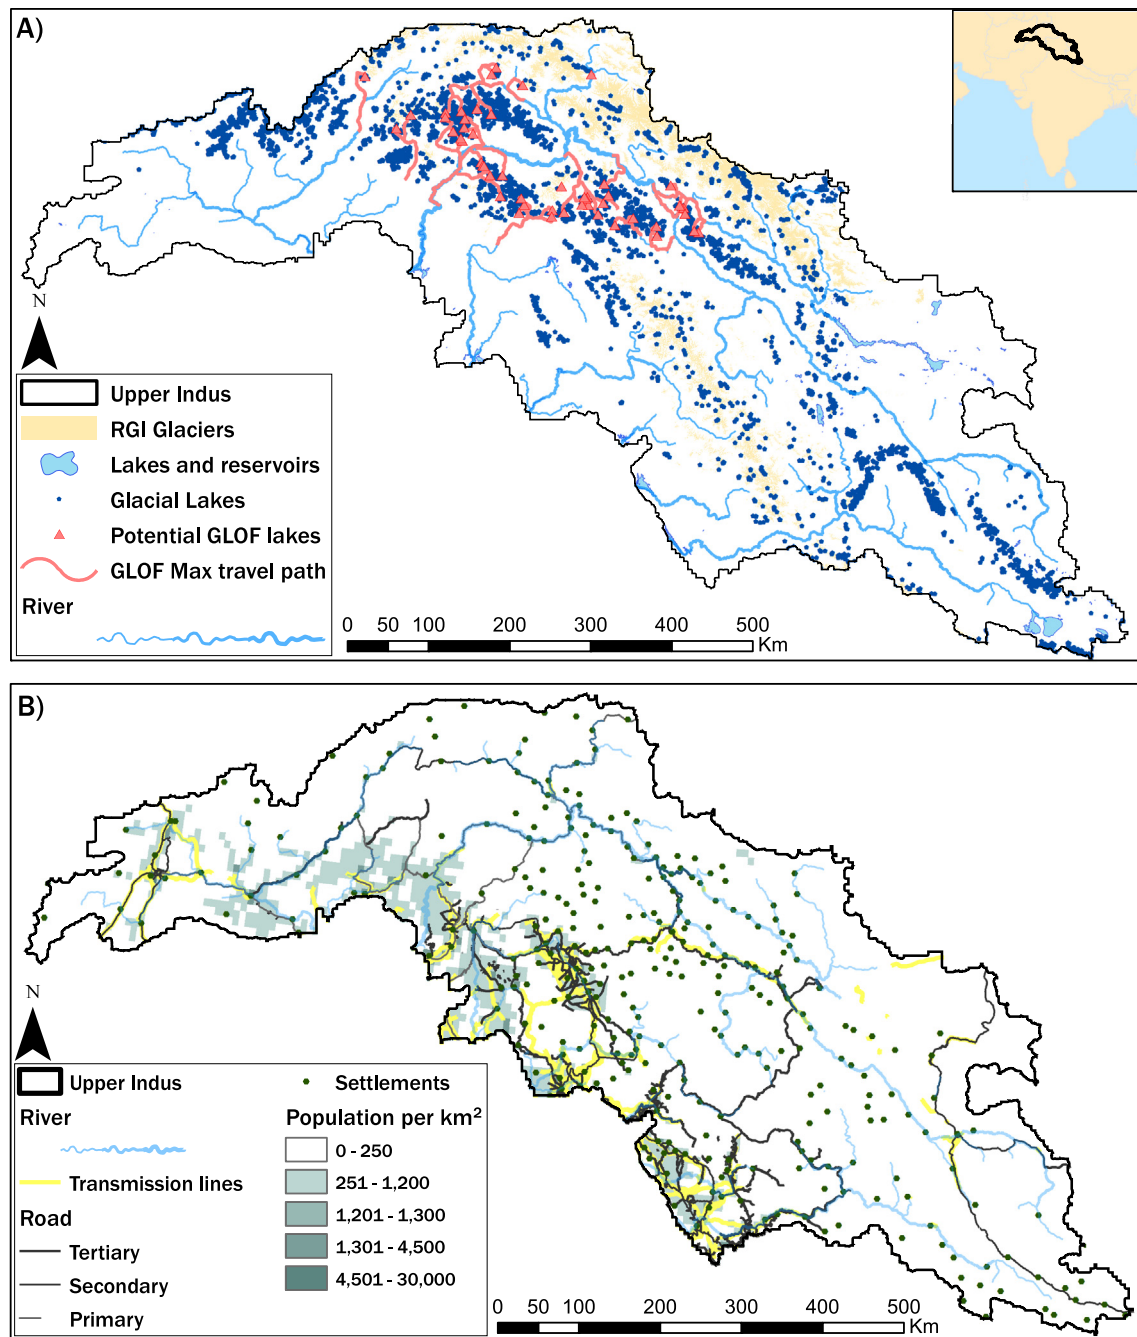 A)
N
Upper Indus
RGI Glaciers
Lakes and reservoirs
Glacial Lakes
Potential GLOF lakes
GLOF Max travel path
River
0 50 100 200 300 400 500
Km
B)
N
Upper Indus
River
Transmission lines
Road
Tertiary
Secondary
Primary
Settlements
Population per km²
0 - 250
251 - 1,200
1,201 - 1,300
1,301 - 4,500
4,501 - 30,000
0 50 100 200 300 400 500
Km